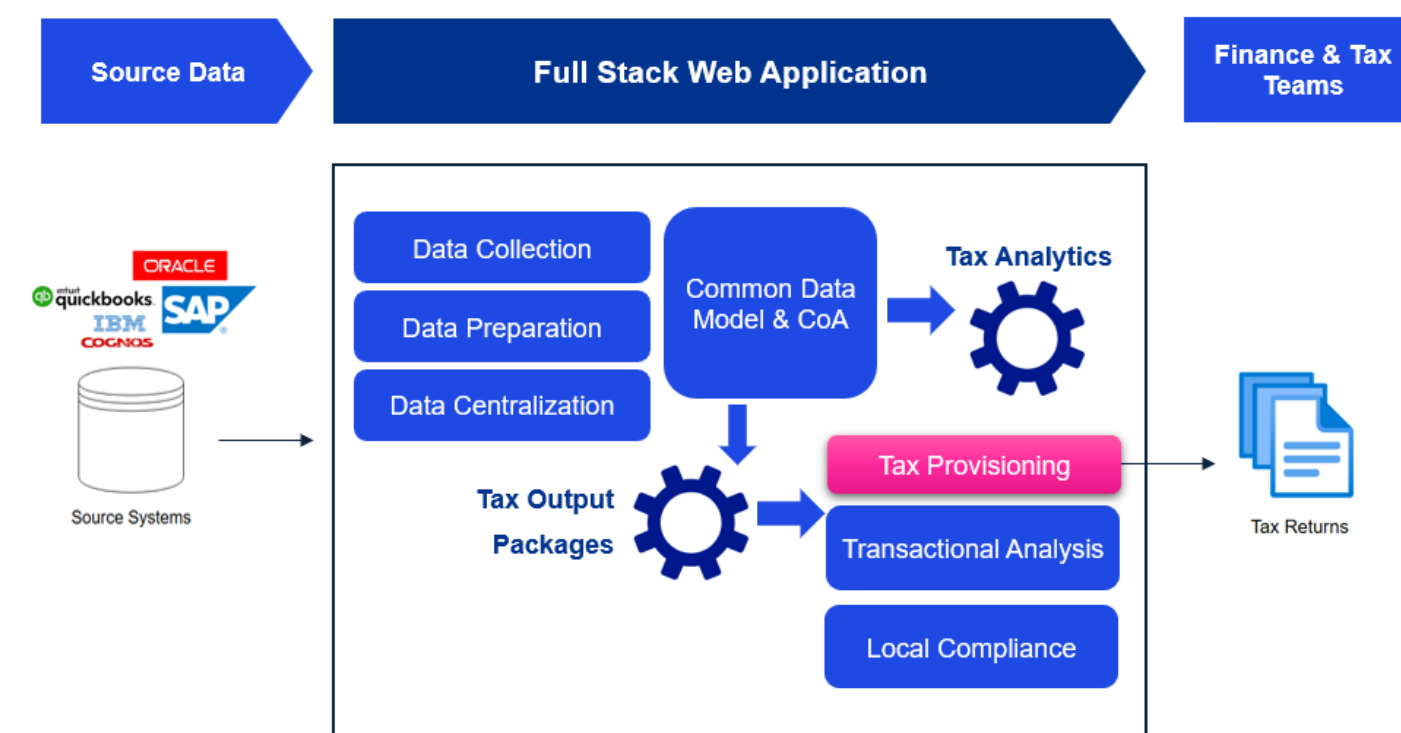 Source Data
Full Stack Web Application
Finance & Tax
Teams
ORACLE
intuit
qb quickbooks.
SAP
IBM
COGNOS
Source Systems
Data Collection
Data Preparation
Data Centralization
Common Data
Model & CoA
Tax Analytics
Tax Output
Packages
Tax Provisioning
Transactional Analysis
Local Compliance
Tax Returns